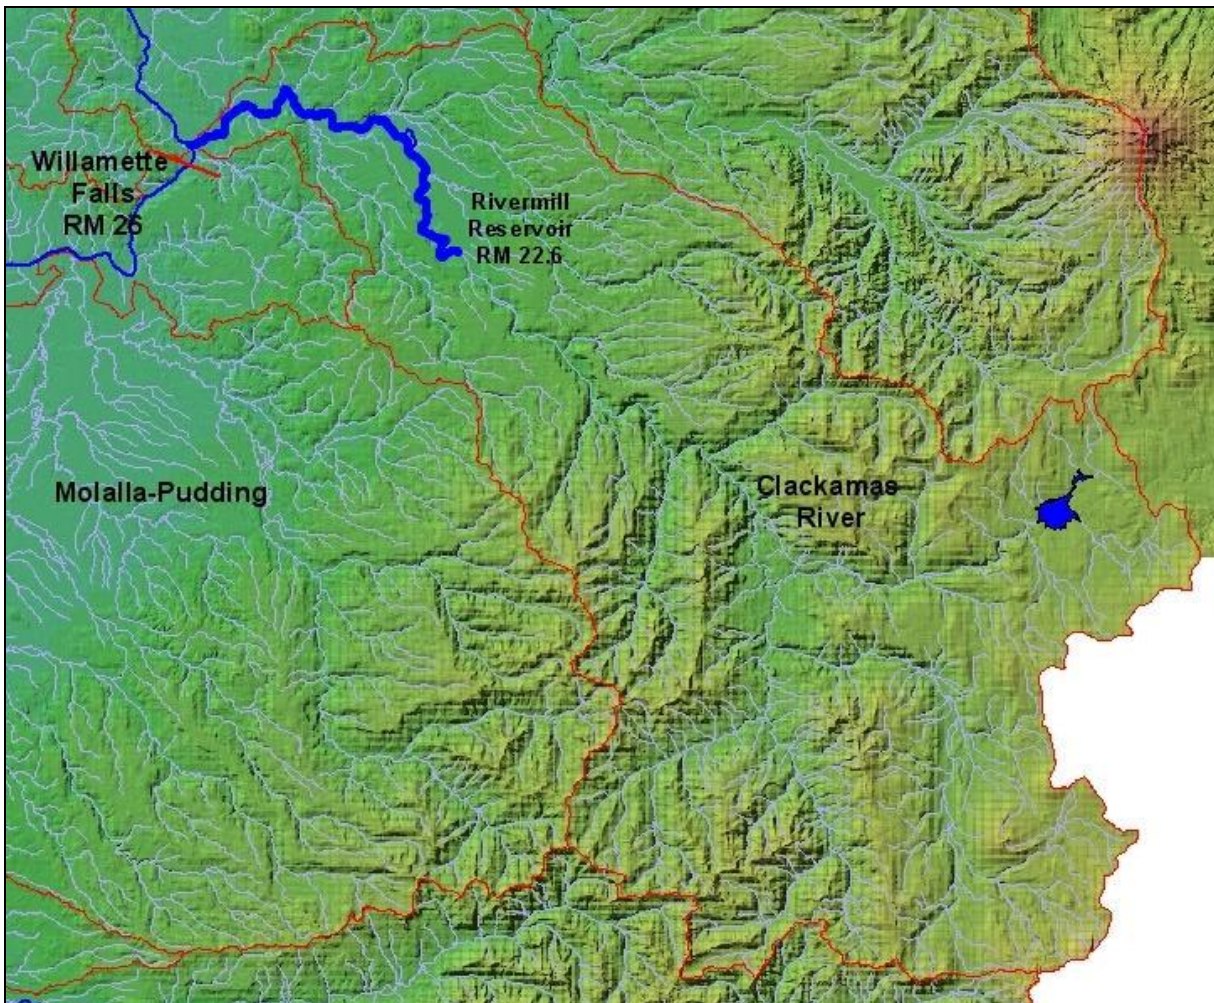 Willamette
Falls
RM 26
Rivermill
Reservoir
RM 22.6
Molalla-Pudding
Clackamas
River